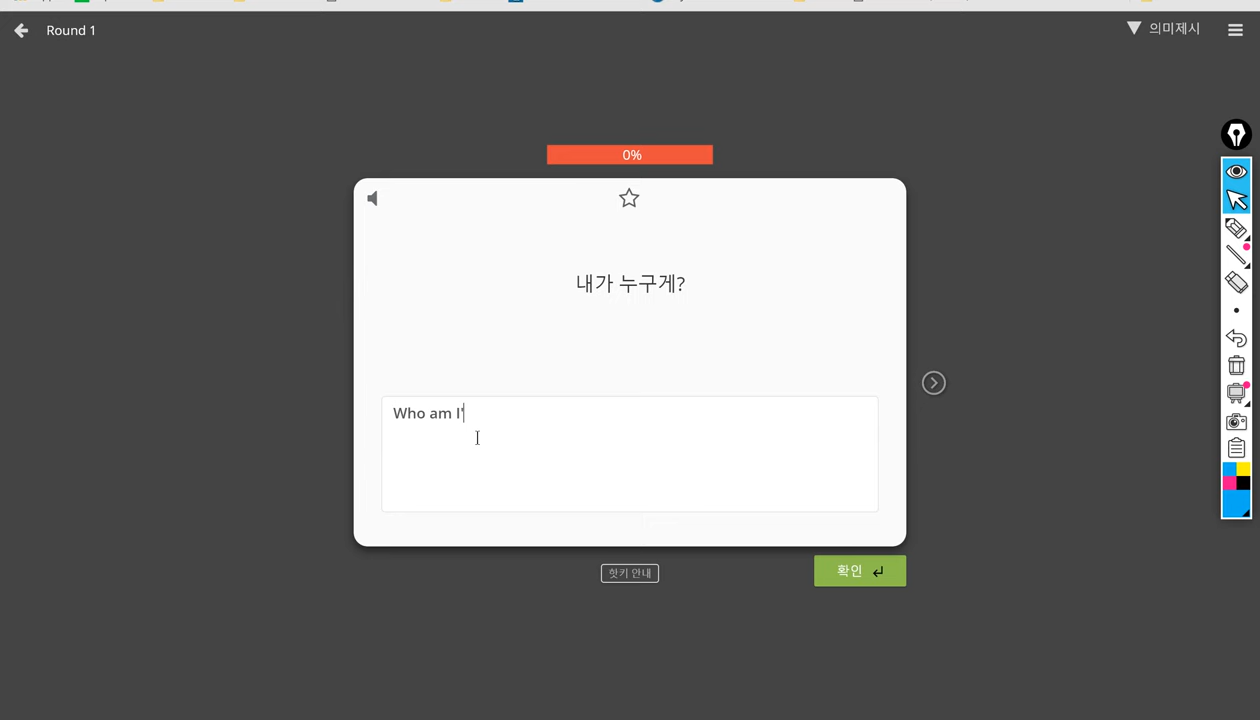 Round 1
▼ 의미제시
0%
내가 누구게?
Who am I'
핫키 안내
확인 ↵